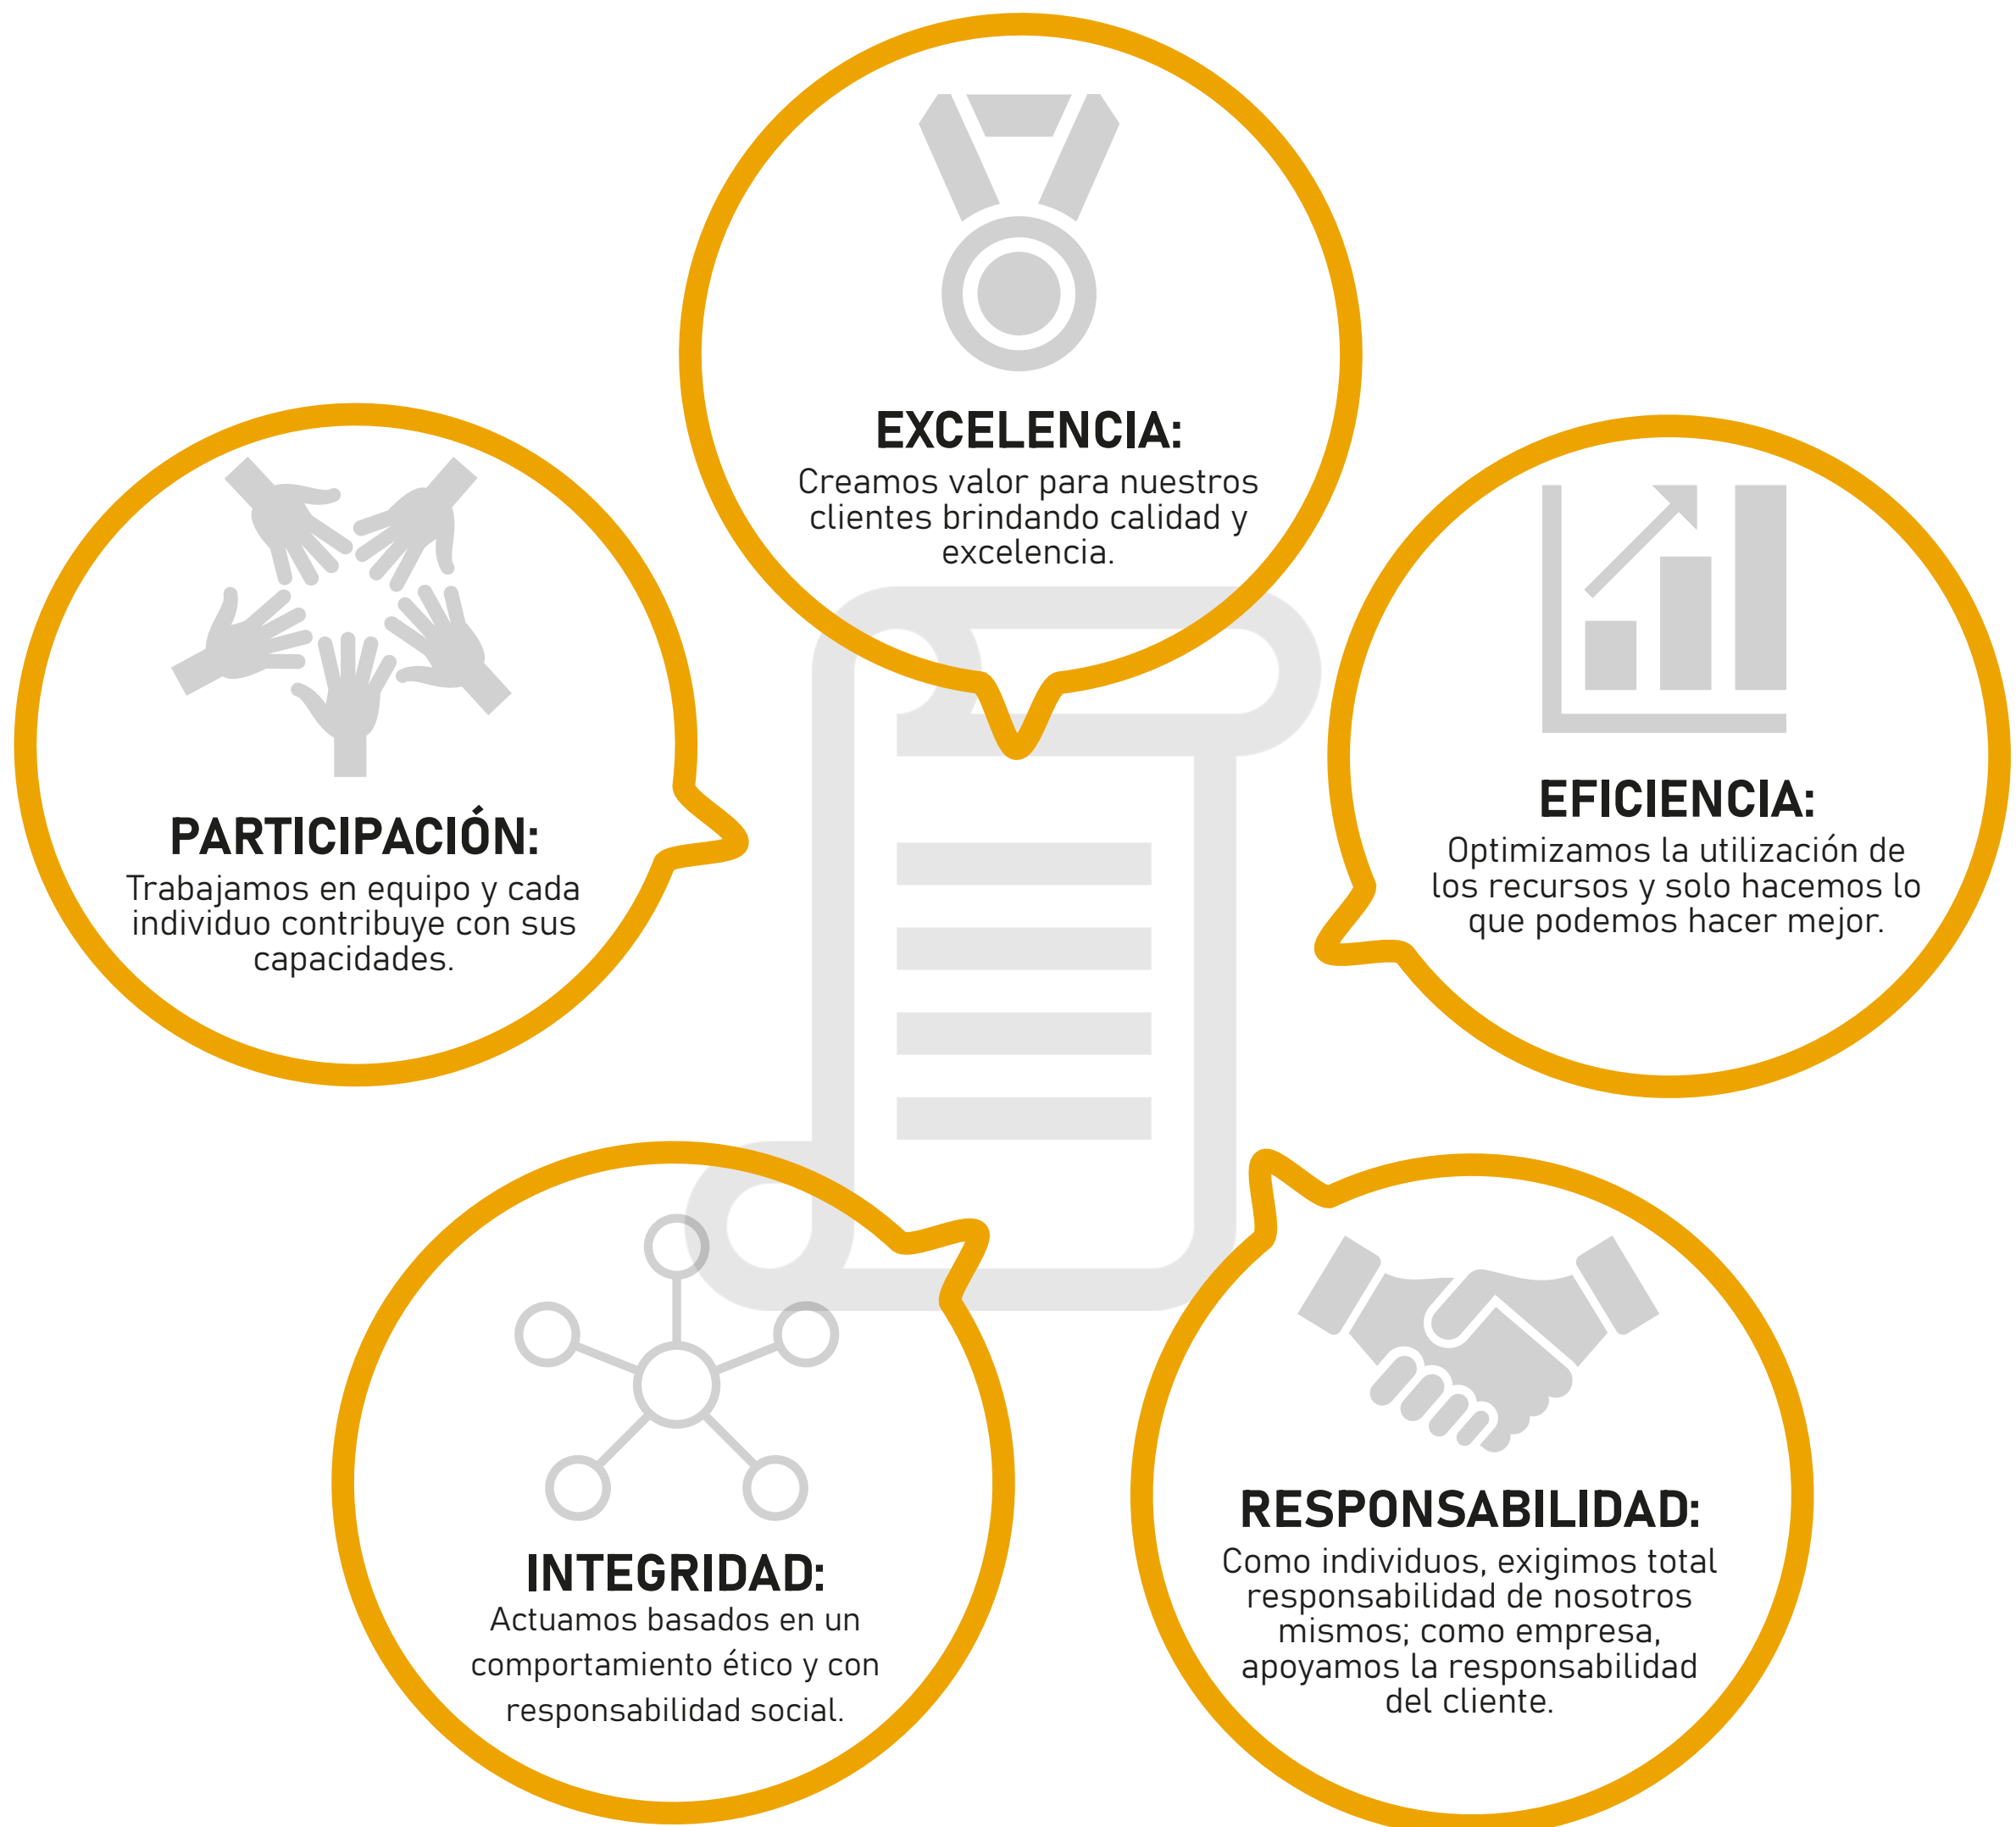 EXCELENCIA:
Creamos valor para nuestros
clientes brindando calidad y
excelencia.
PARTICIPACIÓN:
Trabajamos en equipo y cada
individuo contribuye con sus
capacidades.
EFICIENCIA:
Optimizamos la utilización de
los recursos y solo hacemos lo
que podemos hacer mejor.
INTEGRIDAD:
Actuamos basados en un
comportamiento ético y con
responsabilidad social.
RESPONSABILIDAD:
Como individuos, exigimos total
responsabilidad de nosotros
mismos; como empresa,
apoyamos la responsabilidad
del cliente.